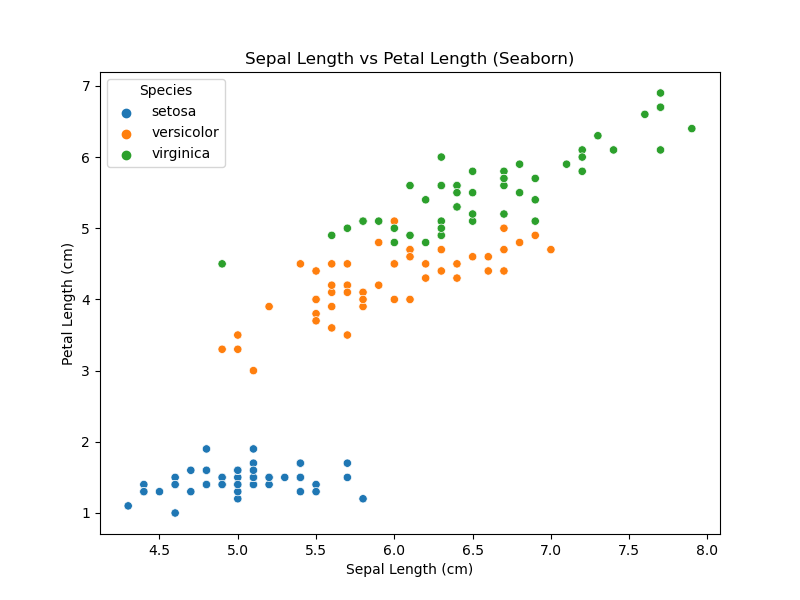 Sepal Length vs Petal Length (Seaborn)
Species
setosa
versicolor
virginica
7
6
5
4
3
2
1
Petal Length (cm)
4.5 5.0 5.5 6.0 6.5 7.0 7.5 8.0
Sepal Length (cm)